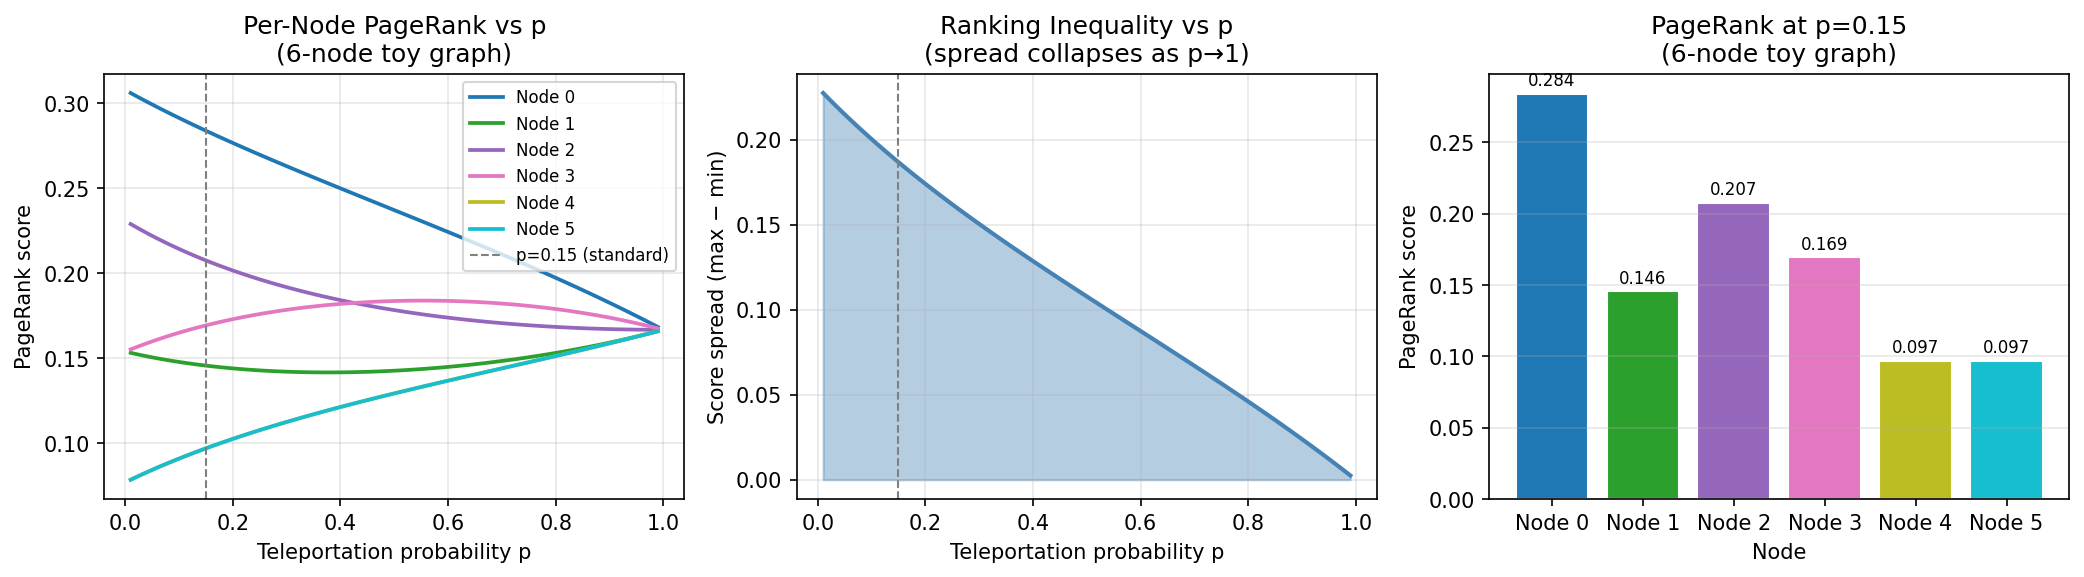 Per-Node PageRank vs p
(6-node toy graph)
0.30
0.25
0.20
0.15
0.10
PageRank score
Node 0
Node 1
Node 2
Node 3
Node 4
Node 5
p=0.15 (standard)
0.0 0.2 0.4 0.6 0.8 1.0
Teleportation probability p
Ranking Inequality vs p
(spread collapses as p→1)
0.20
0.15
0.10
0.05
0.00
Score spread (max − min)
0.0 0.2 0.4 0.6 0.8 1.0
Teleportation probability p
PageRank at p=0.15
(6-node toy graph)
0.25
0.20
0.15
0.10
0.05
0.00
PageRank score
0.284
0.146
0.207
0.169
0.097
0.097
Node 0 Node 1 Node 2 Node 3 Node 4 Node 5
Node